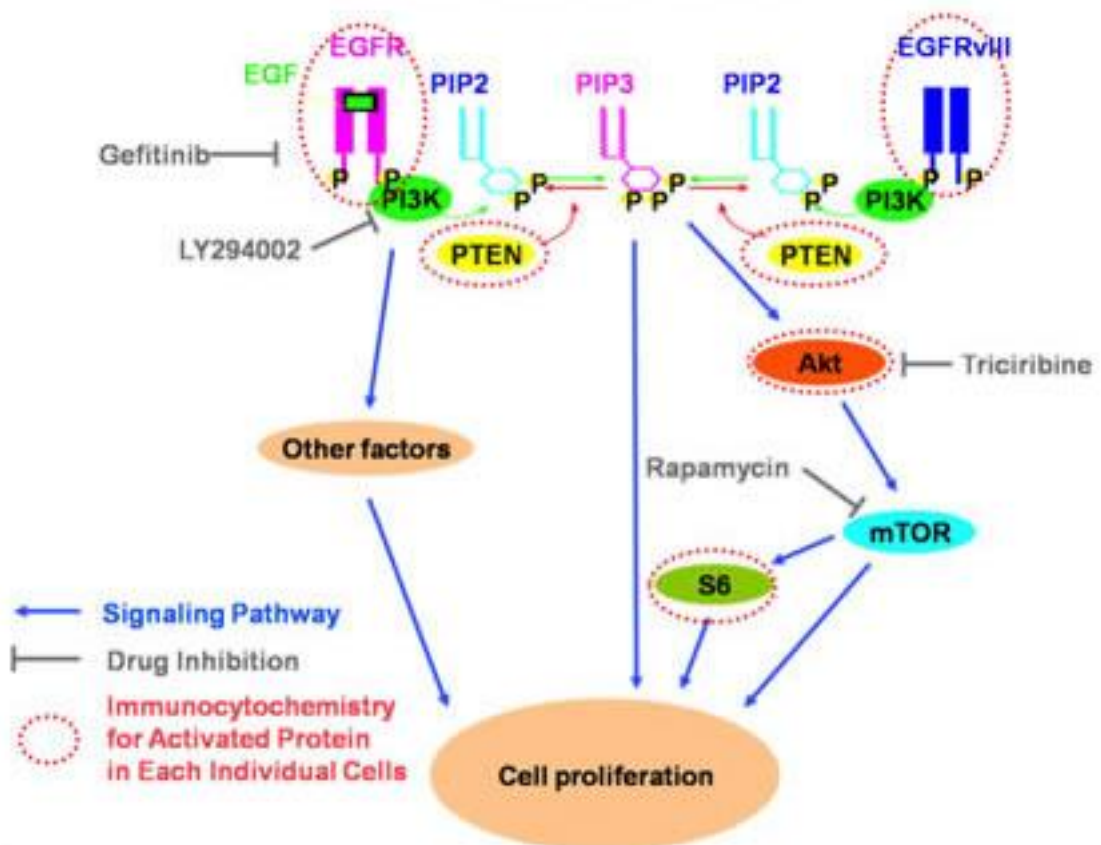 EGFR
EGFRvIII
EGF
PIP2
PIP3
PIP2
Gefitinib
P
P
P
P
P
P
P
P
P
P
P
PI3K
PI3K
LY294002
PTEN
PTEN
Akt
Triciribine
Other factors
Rapamycin
mTOR
S6
Signaling Pathway
Drug Inhibition
Immunocytochemistry
for Activated Protein
in Each Individual Cells
Cell proliferation